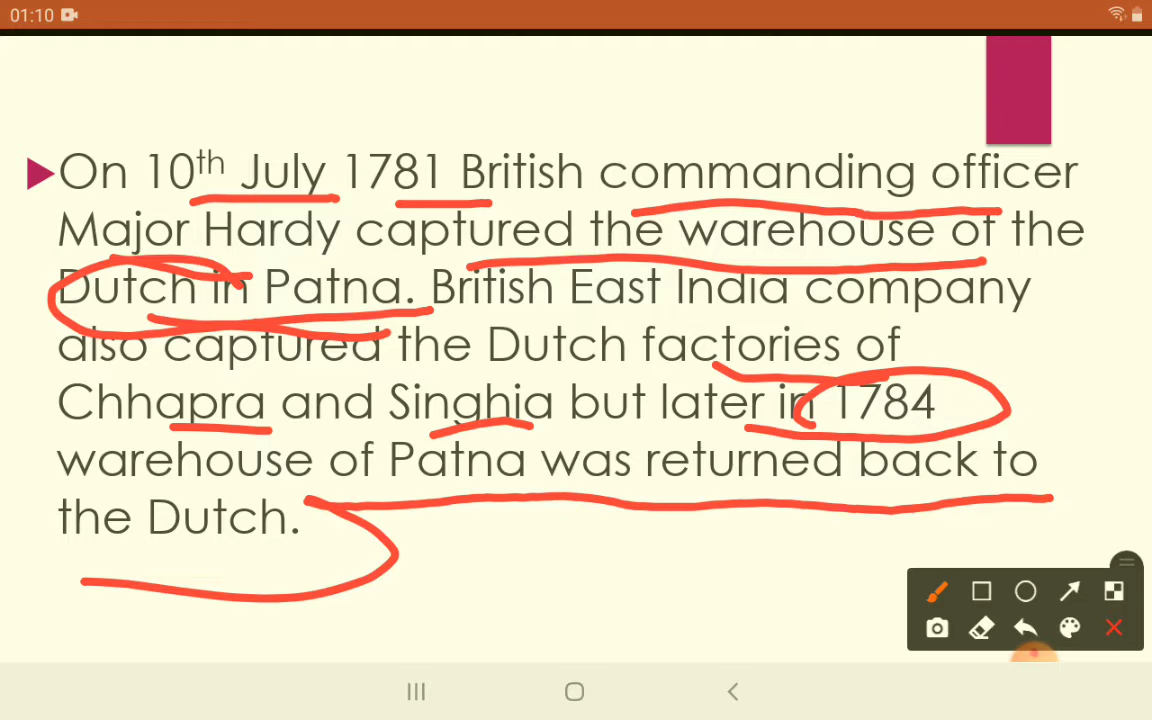 01:10
On 10th July 1781 British commanding officer
Major Hardy captured the warehouse of the
Dutch in Patna. British East India company
also captured the Dutch factories of
Chhapra and Singhia but later in 1784
warehouse of Patna was returned back to
the Dutch.